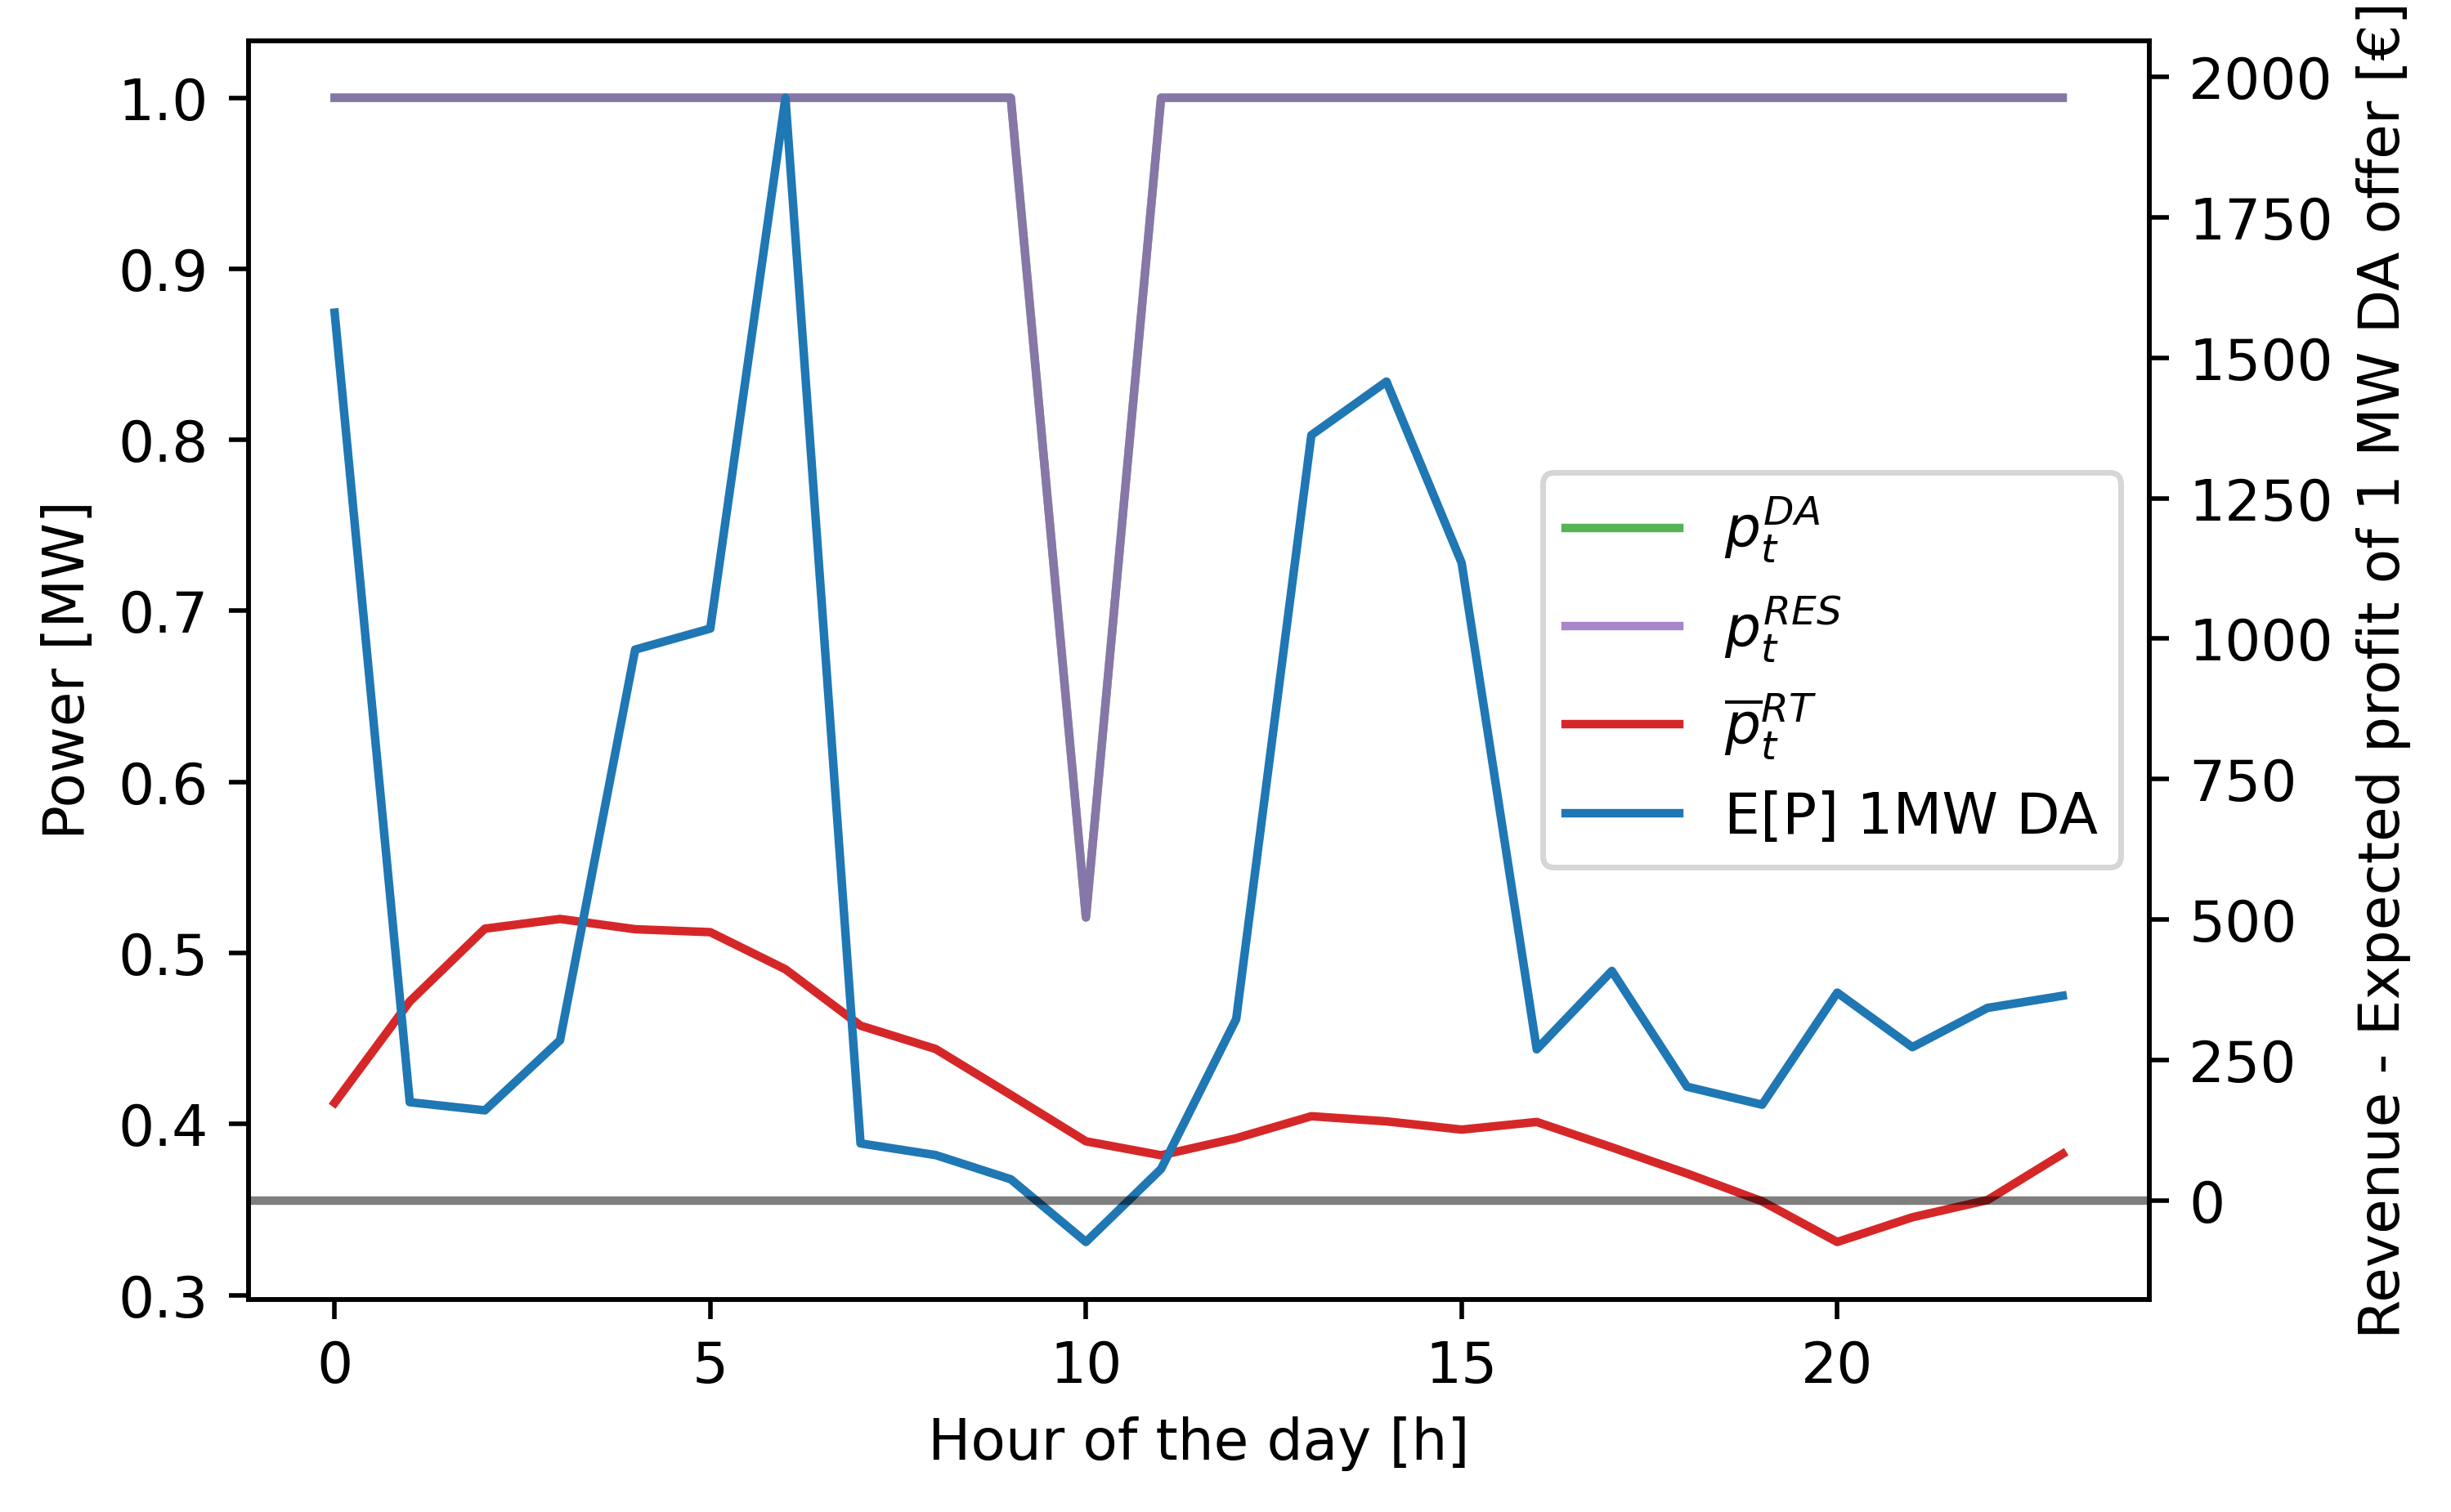 1.0
0.9
0.8
0.7
0.6
0.5
0.4
0.3
Power [MW]
0 5 10 15 20
Hour of the day [h]
2000
1750
1500
1250
1000
750
500
250
0
Revenue - Expected profit of 1 MW DA offer [€]
$p_t^{DA}$
$p_t^{RES}$
$\overline{p}_t^{RT}$
E[P] 1MW DA